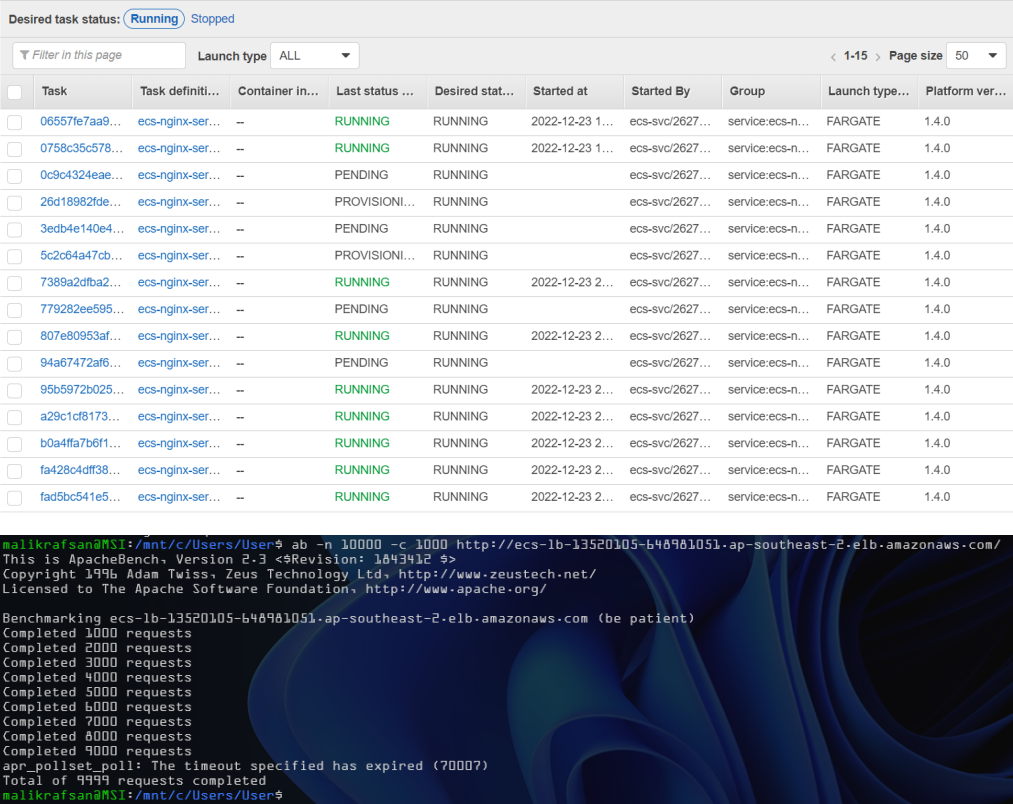 Desired task status: Running Stopped
Filter in this page Launch type ALL 1-15 Page size 50
Task Task definiti... Container in... Last status ... Desired stat... Started at Started By Group Launch type... Platform ver...
06557fe7aa9... ecs-nginx-ser... -- RUNNING RUNNING 2022-12-23 1... ecs-svc/2627... service:ecs-n... FARGATE 1.4.0
0758c35c578... ecs-nginx-ser... -- RUNNING RUNNING 2022-12-23 1... ecs-svc/2627... service:ecs-n... FARGATE 1.4.0
0c9c4324eae... ecs-nginx-ser... -- PENDING RUNNING ecs-svc/2627... service:ecs-n... FARGATE 1.4.0
26d18982fde... ecs-nginx-ser... -- PROVISIONI... RUNNING ecs-svc/2627... service:ecs-n... FARGATE 1.4.0
3edb4e140e4... ecs-nginx-ser... -- PENDING RUNNING ecs-svc/2627... service:ecs-n... FARGATE 1.4.0
5c2c64a47cb... ecs-nginx-ser... -- PROVISIONI... RUNNING ecs-svc/2627... service:ecs-n... FARGATE 1.4.0
7389a2dfba2... ecs-nginx-ser... -- RUNNING RUNNING 2022-12-23 2... ecs-svc/2627... service:ecs-n... FARGATE 1.4.0
779282ee595... ecs-nginx-ser... -- PENDING RUNNING ecs-svc/2627... service:ecs-n... FARGATE 1.4.0
807e80953af... ecs-nginx-ser... -- RUNNING RUNNING 2022-12-23 2... ecs-svc/2627... service:ecs-n... FARGATE 1.4.0
94a67472af6... ecs-nginx-ser... -- PENDING RUNNING ecs-svc/2627... service:ecs-n... FARGATE 1.4.0
95b5972b025... ecs-nginx-ser... -- RUNNING RUNNING 2022-12-23 2... ecs-svc/2627... service:ecs-n... FARGATE 1.4.0
a29c1cf8173... ecs-nginx-ser... -- RUNNING RUNNING 2022-12-23 2... ecs-svc/2627... service:ecs-n... FARGATE 1.4.0
b0a4ffa7b6f1... ecs-nginx-ser... -- RUNNING RUNNING 2022-12-23 2... ecs-svc/2627... service:ecs-n... FARGATE 1.4.0
fa428c4dff38... ecs-nginx-ser... -- RUNNING RUNNING 2022-12-23 2... ecs-svc/2627... service:ecs-n... FARGATE 1.4.0
fad5bc541e5... ecs-nginx-ser... -- RUNNING RUNNING 2022-12-23 2... ecs-svc/2627... service:ecs-n... FARGATE 1.4.0
malikrafsan@MSI:/mnt/c/Users/User$ ab -n 10000 -c 1000 http://ecs-lb-13520105-648981051.ap-southeast-2.elb.amazonaws.com/
This is ApacheBench, Version 2.3 <$Revision: 1843412 $>
Copyright 1996 Adam Twiss, Zeus Technology Ltd, http://www.zeustech.net/
Licensed to The Apache Software Foundation, http://www.apache.org/
Benchmarking ecs-lb-13520105-648981051.ap-southeast-2.elb.amazonaws.com (be patient)
Completed 1000 requests
Completed 2000 requests
Completed 3000 requests
Completed 4000 requests
Completed 5000 requests
Completed 6000 requests
Completed 7000 requests
Completed 8000 requests
Completed 9000 requests
apr_pollset_poll: The timeout specified has expired (70007)
Total of 9999 requests completed
malikrafsan@MSI:/mnt/c/Users/User$